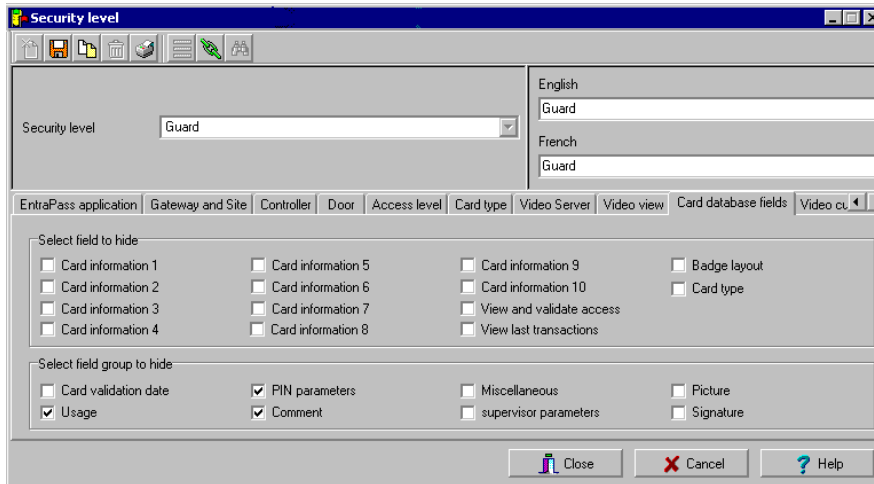 Security level
English
Guard
Security level Guard
French
Guard
EntraPass application Gateway and Site Controller Door Access level Card type Video Server Video view Card database fields Video cu
Select field to hide
Card information 1 Card information 5 Card information 9 Badge layout
Card information 2 Card information 6 Card information 10 Card type
Card information 3 Card information 7 View and validate access
Card information 4 Card information 8 View last transactions
Select field group to hide
Card validation date PIN parameters Miscellaneous Picture
Usage Comment supervisor parameters Signature
Close Cancel ? Help